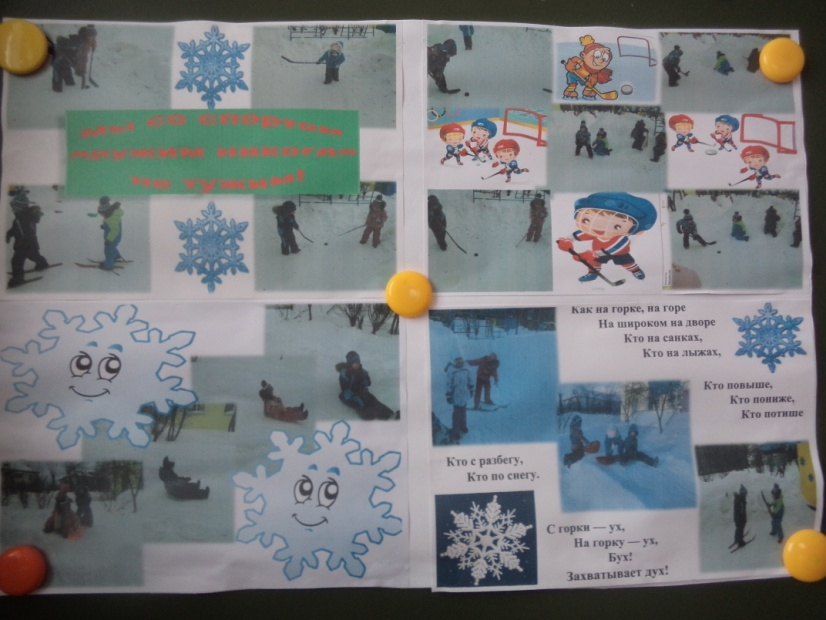 Мы со спортом
дружим никогда
не тужим!
Как на горке, на горе
На широком на дворе
Кто на санках,
Кто на лыжах,
Кто повыше,
Кто пониже,
Кто потише
Кто с разбегу,
Кто по снегу.
С горки — ух,
На горку — ух,
Бух!
Захватывает дух!